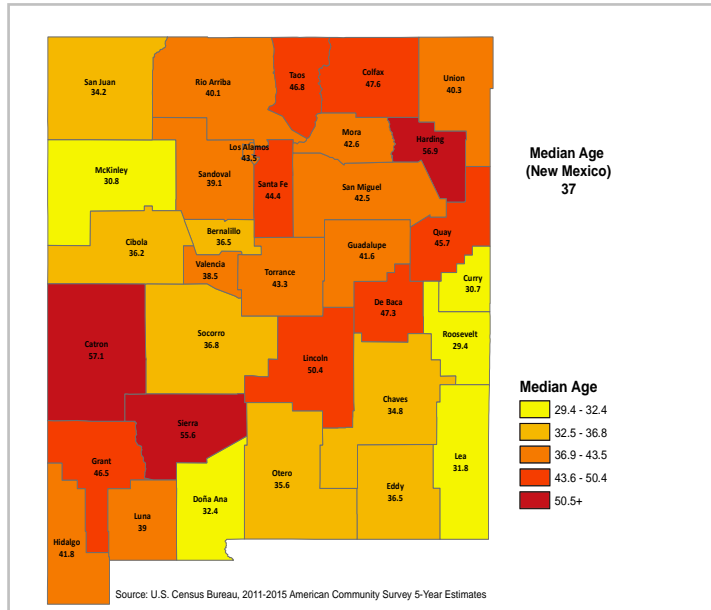 San Juan
34.2
Rio Arriba
40.1
Taos
46.8
Colfax
47.6
Union
40.3
Los Alamos
43.5
Mora
42.6
Harding
56.9
McKinley
30.8
Sandoval
39.1
Santa Fe
44.4
San Miguel
42.5
Median Age
(New Mexico)
37
Cibola
36.2
Bernalillo
36.5
Quay
45.7
Valencia
38.5
Torrance
43.3
Guadalupe
41.6
Curry
30.7
De Baca
47.3
Roosevelt
29.4
Catron
57.1
Socorro
36.8
Lincoln
50.4
Chaves
34.8
Sierra
55.6
Grant
46.5
Doña Ana
32.4
Otero
35.6
Eddy
36.5
Lea
31.8
Luna
39
Hidalgo
41.8
Median Age
29.4 - 32.4
32.5 - 36.8
36.9 - 43.5
43.6 - 50.4
50.5+
Source: U.S. Census Bureau, 2011-2015 American Community Survey 5-Year Estimates